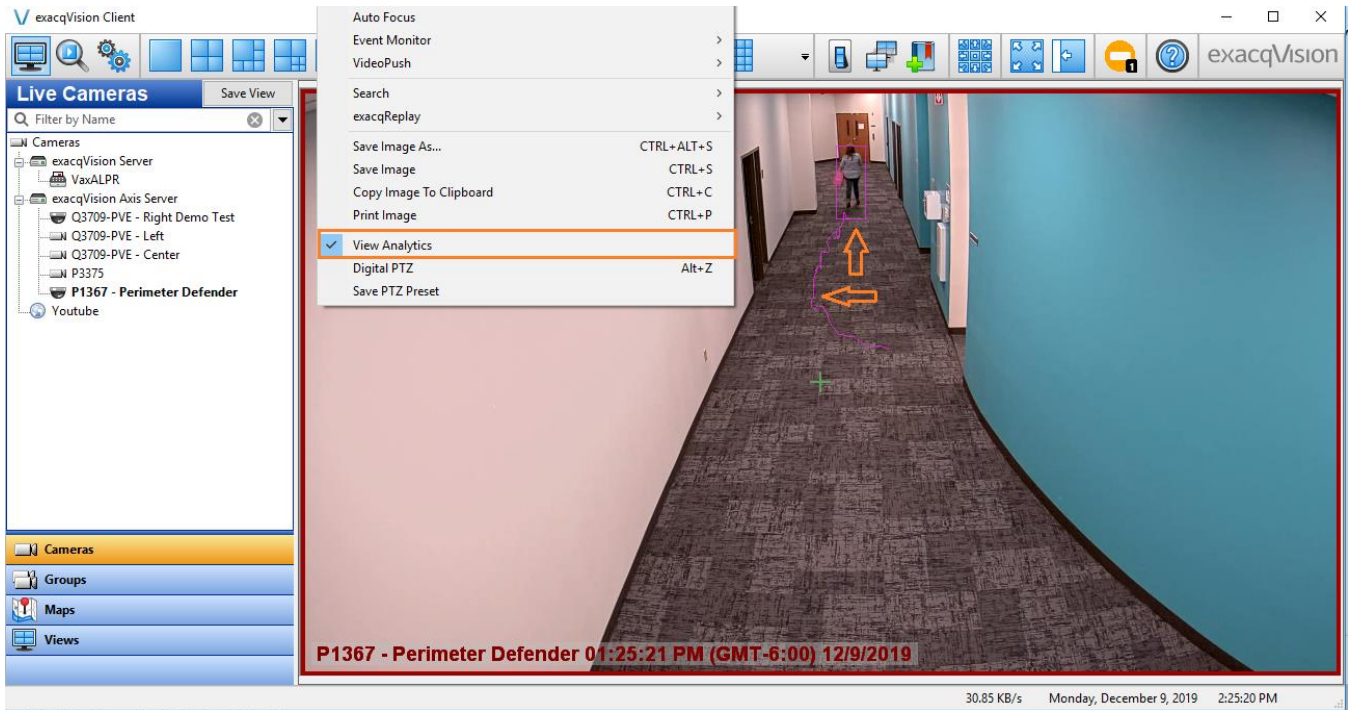 exacqVision Client
exacqVision
1
Live Cameras
Save View
Filter by Name
Cameras
exacqVision Server
VaxALPR
exacqVision Axis Server
Q3709-PVE - Right Demo Test
Q3709-PVE - Left
Q3709-PVE - Center
P3375
P1367 - Perimeter Defender
Youtube
Cameras
Groups
Maps
Views
Auto Focus
Event Monitor
VideoPush
Search
exacqReplay
Save Image As... CTRL+ALT+S
Save Image CTRL+S
Copy Image To Clipboard CTRL+C
Print Image CTRL+P
View Analytics
Digital PTZ Alt+Z
Save PTZ Preset
P1367 - Perimeter Defender 01:25:21 PM (GMT-6:00) 12/9/2019
30.85 KB/s Monday, December 9, 2019 2:25:20 PM